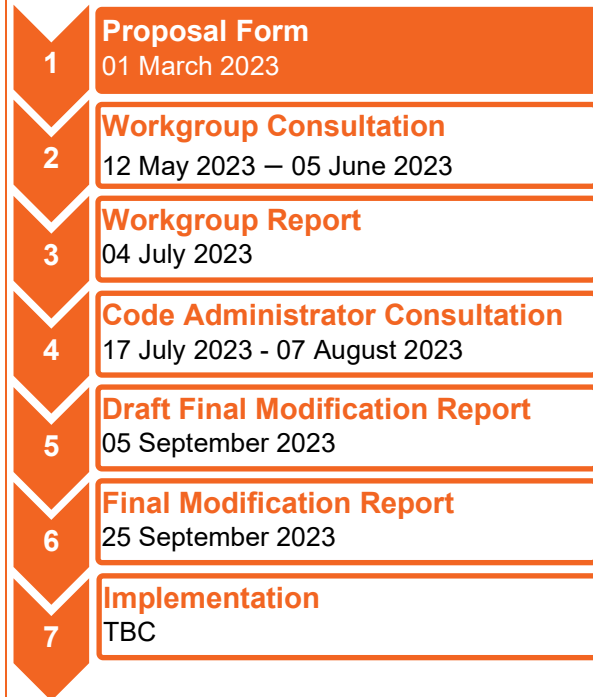 1
Proposal Form
01 March 2023
2
Workgroup Consultation
12 May 2023 – 05 June 2023
3
Workgroup Report
04 July 2023
4
Code Administrator Consultation
17 July 2023 - 07 August 2023
5
Draft Final Modification Report
05 September 2023
6
Final Modification Report
25 September 2023
7
Implementation
TBC